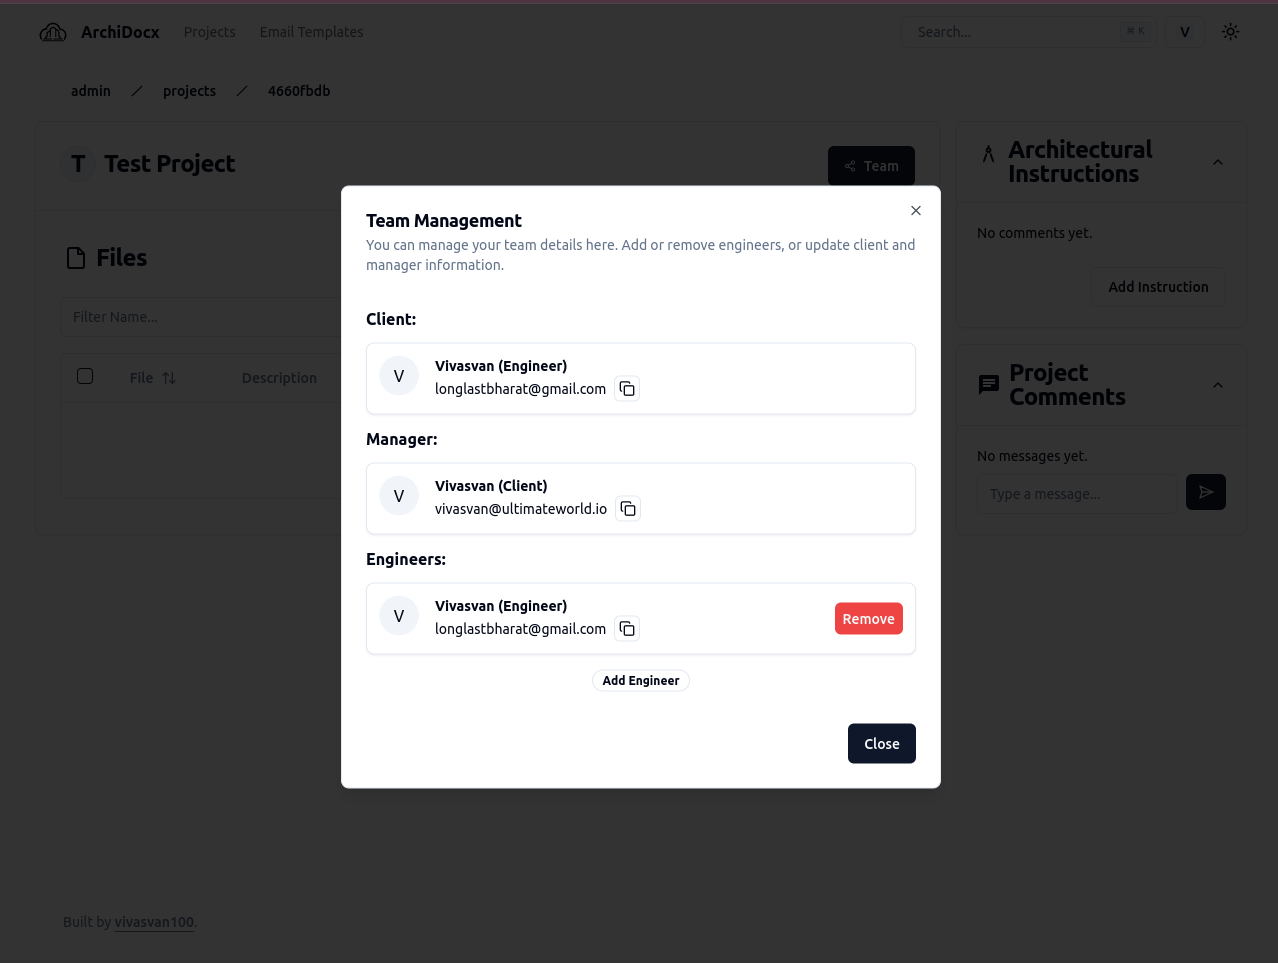 ArchiDocx Projects Email Templates Search... ⌘ K V
admin / projects / 4660fbdb
T Test Project
Team
Architectural
Instructions
No comments yet.
Add Instruction
Files
Filter Name...
File Description
Project
Comments
No messages yet.
Type a message...
Team Management
You can manage your team details here. Add or remove engineers, or update client and
manager information.
Client:
V
Vivasvan (Engineer)
longlastbharat@gmail.com
Manager:
V
Vivasvan (Client)
vivasvan@ultimateworld.io
Engineers:
V
Vivasvan (Engineer)
longlastbharat@gmail.com
Remove
Add Engineer
Close
Built by vivasvan100.